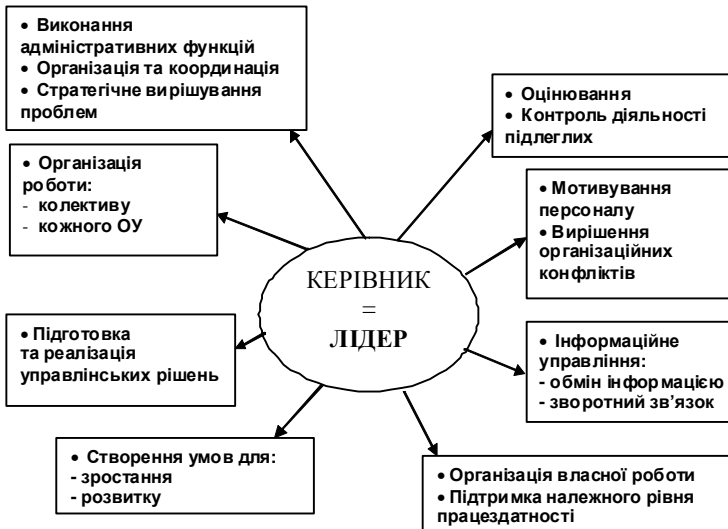 • Виконання
адміністративних функцій
• Організація та координація
• Стратегічне вирішування
проблем
• Оцінювання
• Контроль діяльності
підлеглих
• Організація
роботи:
- колективу
- кожного ОУ
• Мотивування
персоналу
• Вирішення
організаційних
конфліктів
КЕРІВНИК
=
ЛІДЕР
• Підготовка
та реалізація
управлінських рішень
• Інформаційне
управління:
- обмін інформацією
- зворотний зв’язок
• Створення умов для:
- зростання
- розвитку
• Організація власної роботи
• Підтримка належного рівня
працездатності